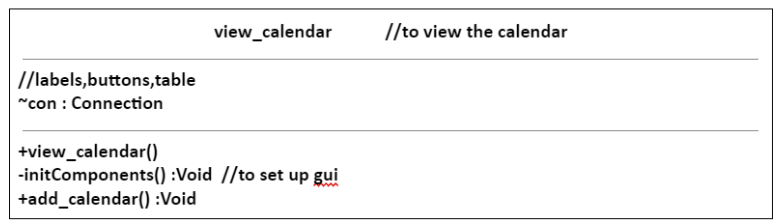 view_calendar //to view the calendar
//labels,buttons,table
~con : Connection
+view_calendar()
-initComponents() :Void //to set up gui
+add_calendar() :Void